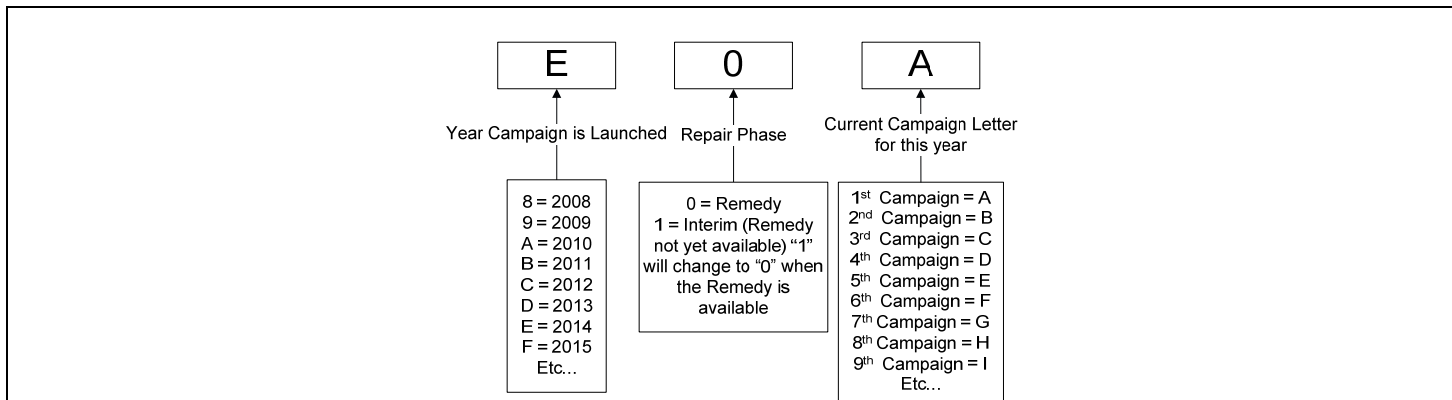 E
0
A
Year Campaign is Launched
Repair Phase
Current Campaign Letter
for this year
8 = 2008
9 = 2009
A = 2010
B = 2011
C = 2012
D = 2013
E = 2014
F = 2015
Etc...
0 = Remedy
1 = Interim (Remedy
not yet available) “1”
will change to “0” when
the Remedy is
available
1st Campaign = A
2nd Campaign = B
3rd Campaign = C
4th Campaign = D
5th Campaign = E
6th Campaign = F
7th Campaign = G
8th Campaign = H
9th Campaign = I
Etc...